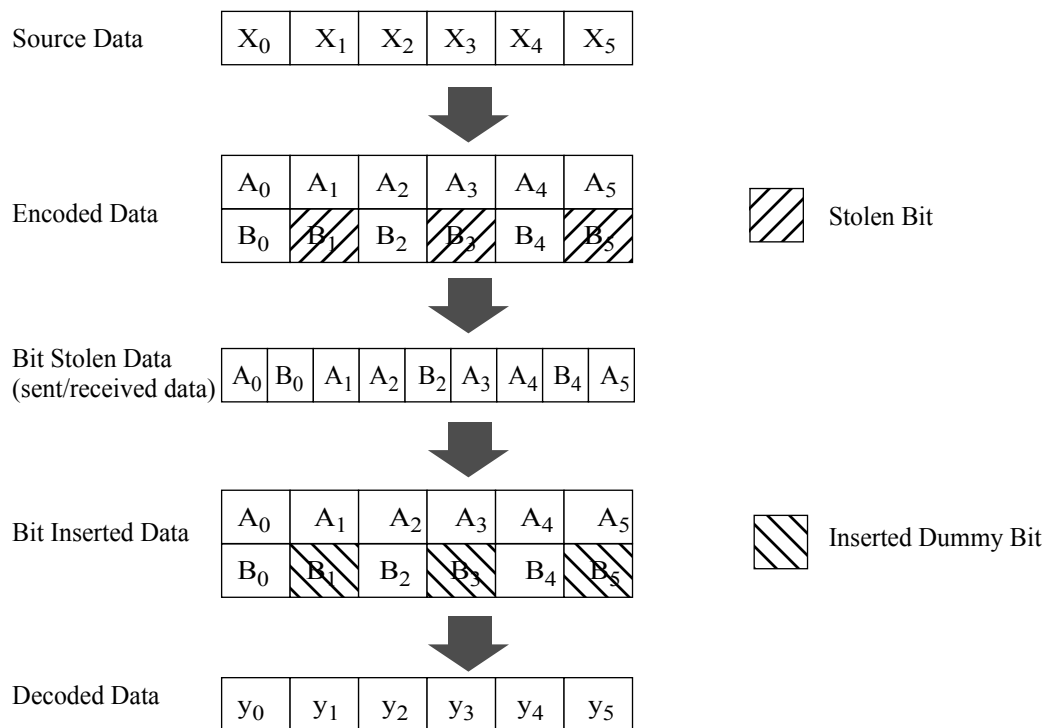 Source Data X0 X1 X2 X3 X4 X5
A0 A1 A2 A3 A4 A5
Encoded Data B0 B1 B2 B3 B4 B5 Stolen Bit
Bit Stolen Data
(sent/received data) A0 B0 A1 A2 B2 A3 A4 B4 A5
A0 A1 A2 A3 A4 A5
Bit Inserted Data B0 B1 B2 B3 B4 B5 Inserted Dummy Bit
Decoded Data y0 y1 y2 y3 y4 y5